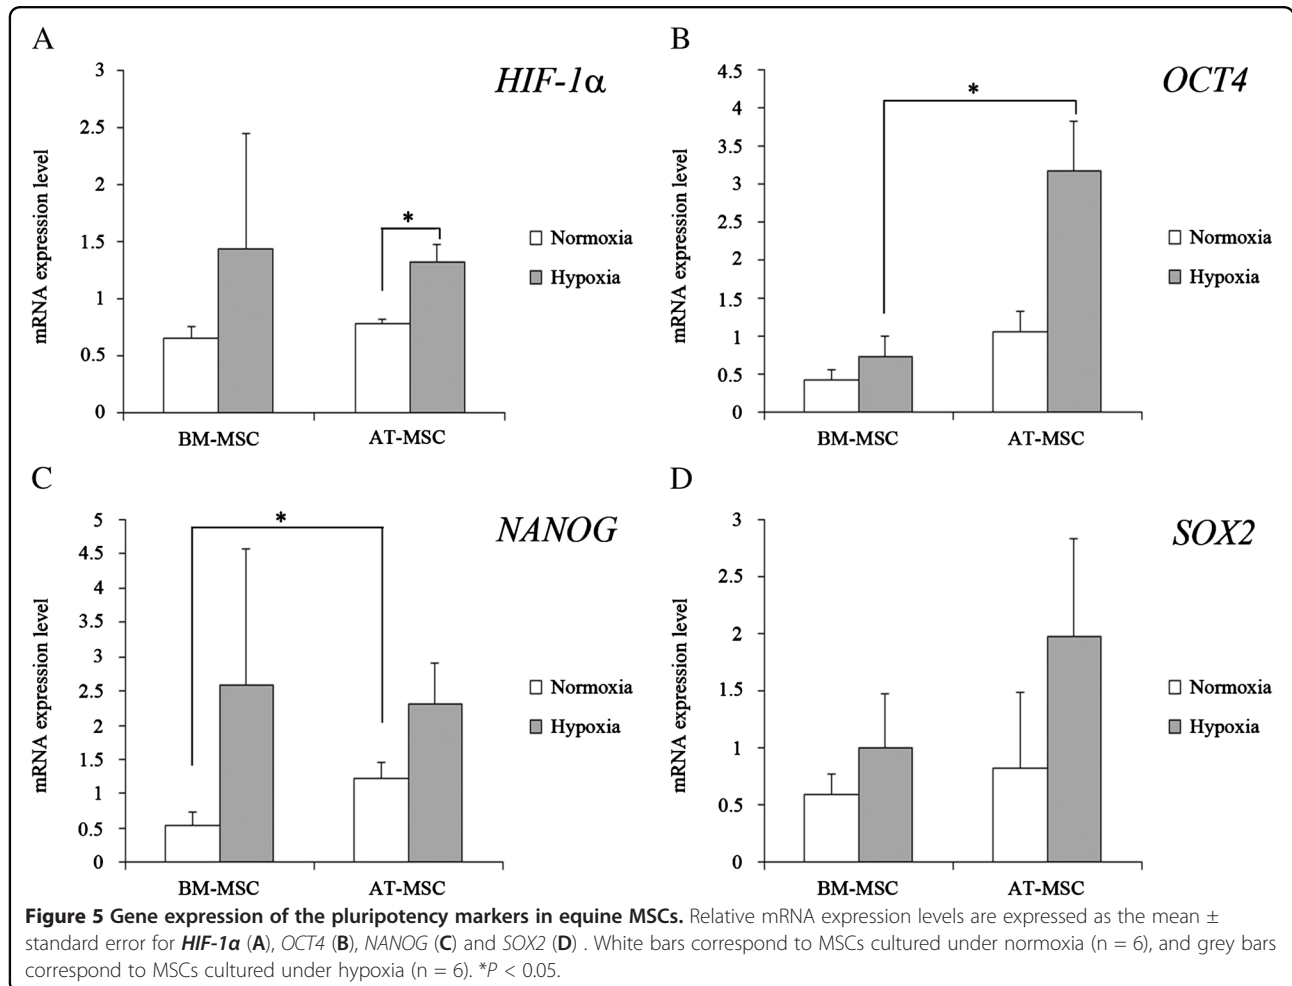 A
HIF-1α
3
2.5
2
1.5
1
0.5
0
mRNA expression level
*
Normoxia
Hypoxia
BM-MSC
AT-MSC
B
OCT4
4.5
4
3.5
3
2.5
2
1.5
1
0.5
0
mRNA expression level
*
Normoxia
Hypoxia
BM-MSC
AT-MSC
C
NANOG
5
4.5
4
3.5
3
2.5
2
1.5
1
0.5
0
mRNA expression level
*
Normoxia
Hypoxia
BM-MSC
AT-MSC
D
SOX2
3
2.5
2
1.5
1
0.5
0
mRNA expression level
Normoxia
Hypoxia
BM-MSC
AT-MSC
Figure 5 Gene expression of the pluripotency markers in equine MSCs. Relative mRNA expression levels are expressed as the mean ±
standard error for HIF-1α (A), OCT4 (B), NANOG (C) and SOX2 (D) . White bars correspond to MSCs cultured under normoxia (n = 6), and grey bars
correspond to MSCs cultured under hypoxia (n = 6). *P < 0.05.